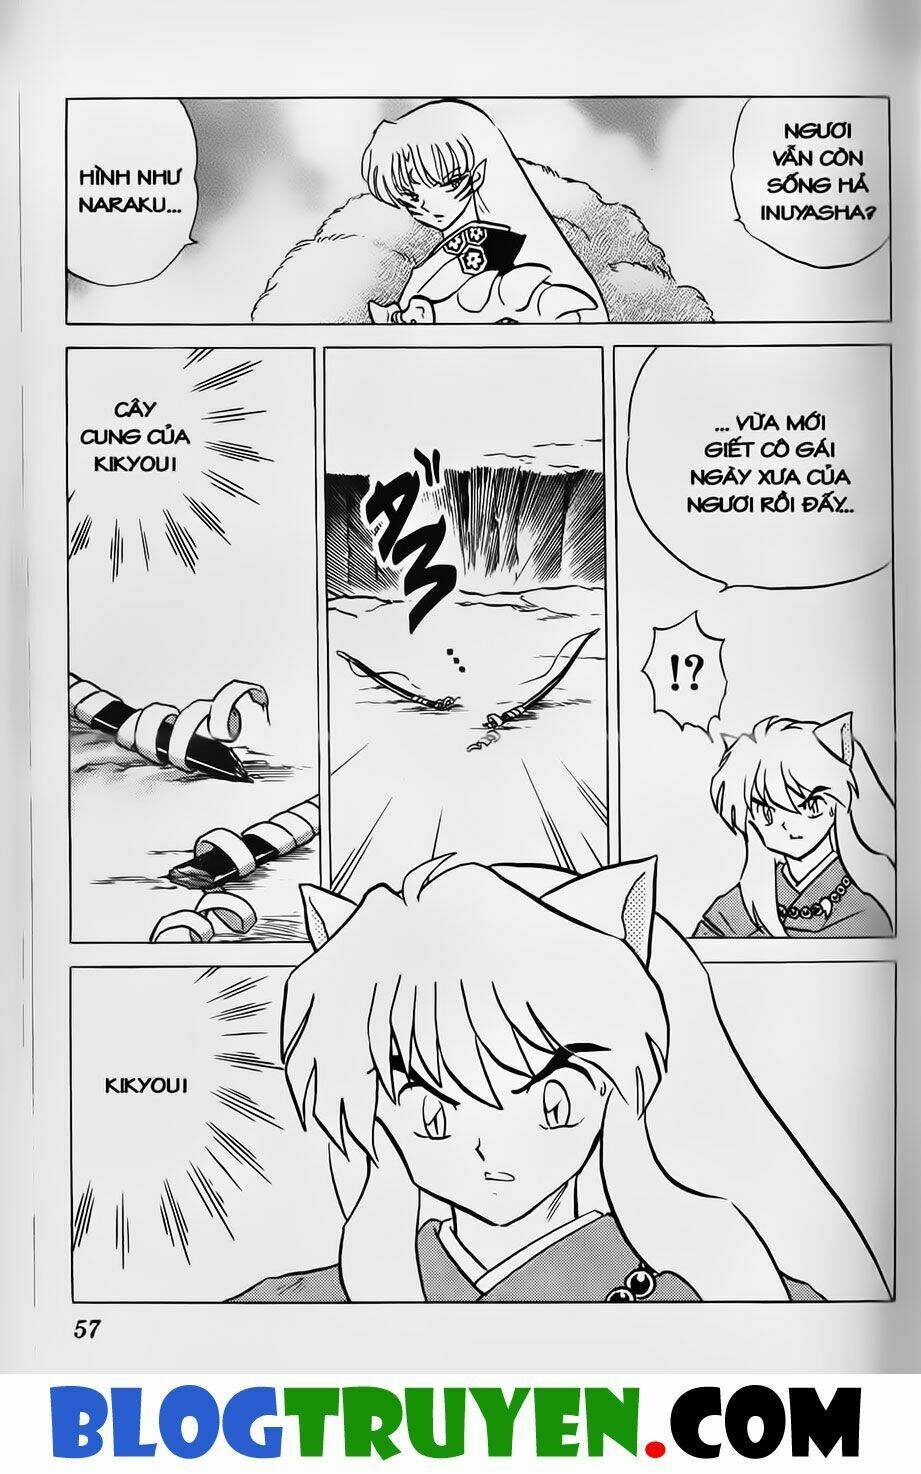 NGƯƠI
VẪN CÒN
SỐNG HẢ
INUYASHA?
HÌNH NHƯ
NARAKU...
... VỪA MỚI
GIẾT CÔ GÁI
NGÀY XƯA CỦA
NGƯƠI RỒI ĐẤY...
!?
ẦM
CÂY
CUNG CỦA
KIKYOU!
KIKYOU!
57
BLOGTRUYEN.COM